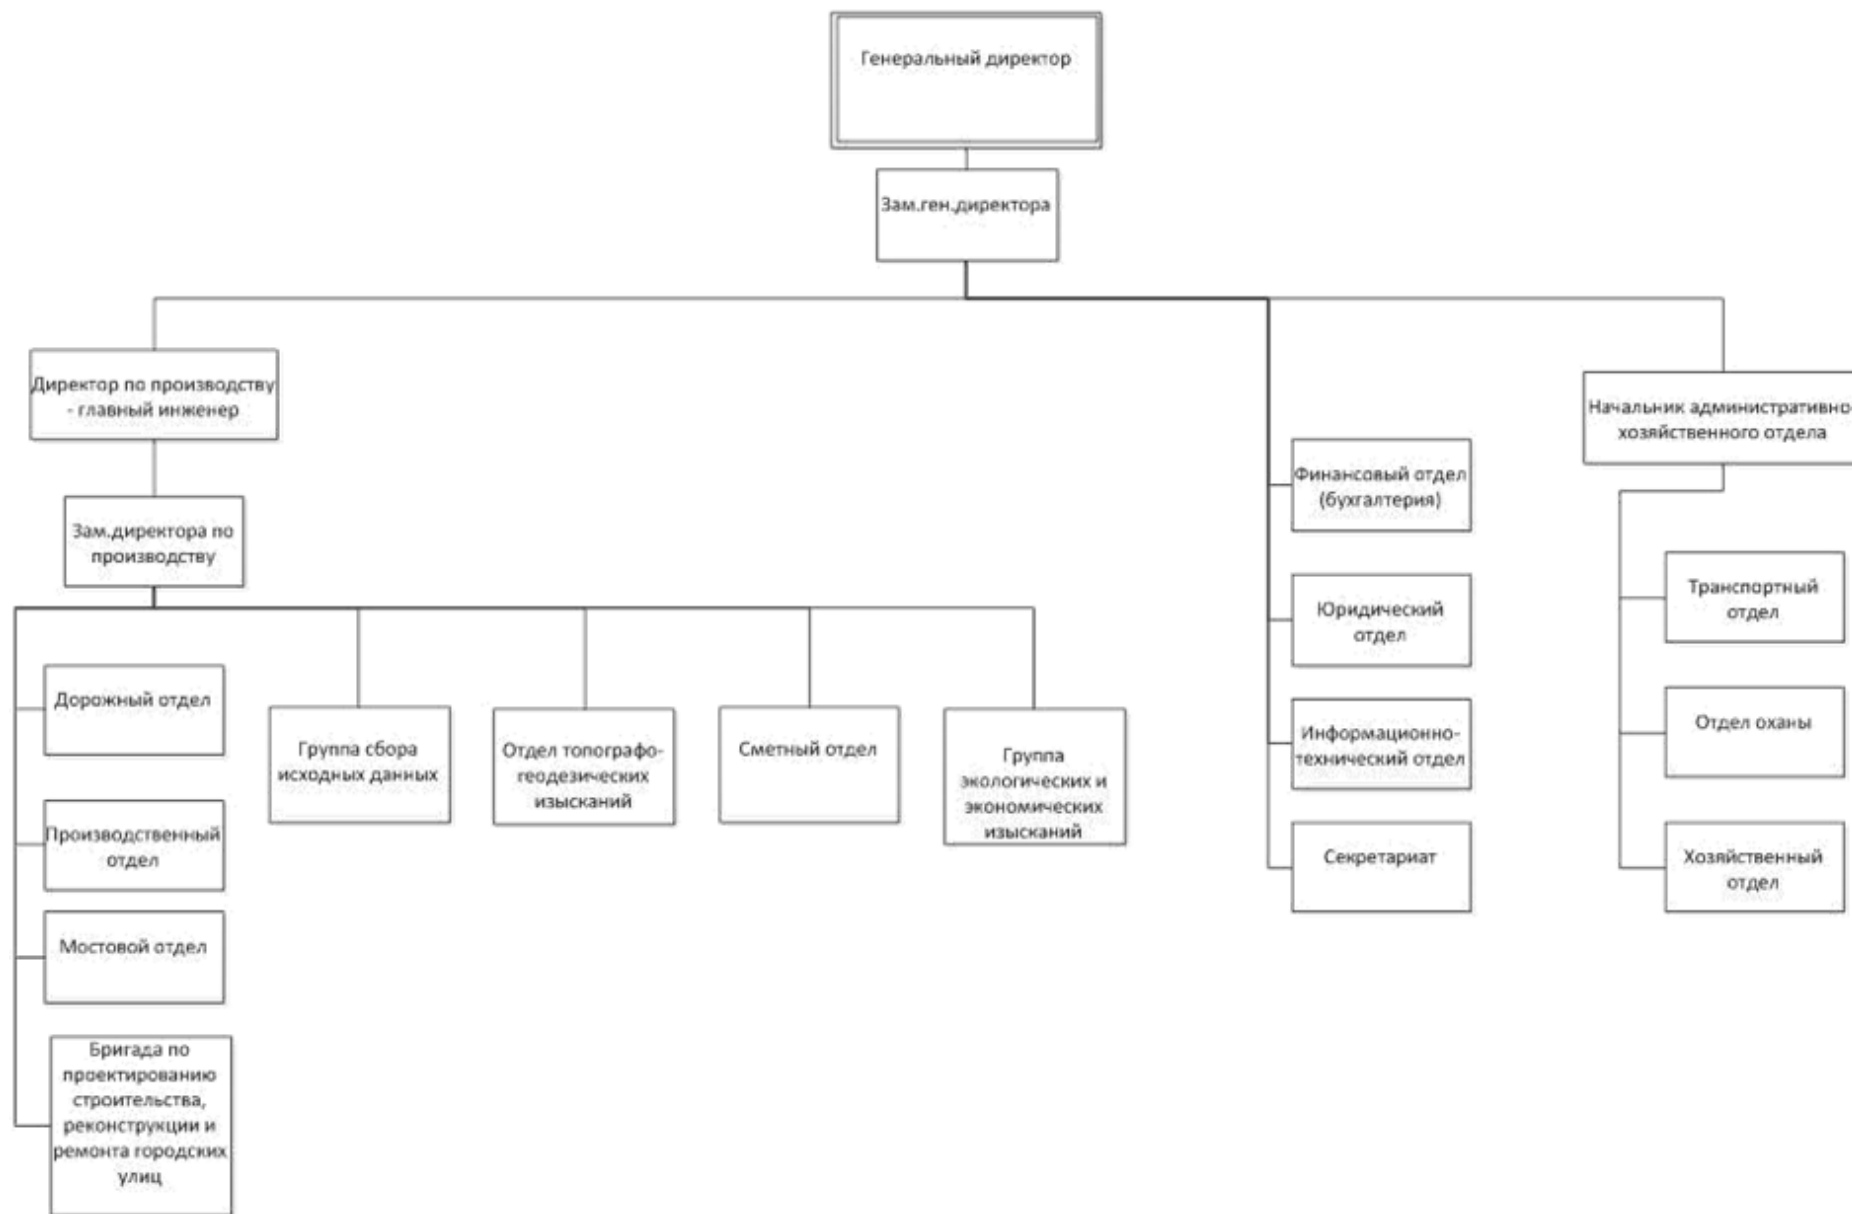 Генеральный директор
Зам.ген.директора
Директор по производству
- главный инженер
Начальник административно-
хозяйственного отдела
Финансовый отдел
(бухгалтерия)
Зам.директора по
производству
Транспортный
отдел
Юридический
отдел
Дорожный отдел
Группа сбора
исходных данных
Отдел топографо-
геодезических
изысканий
Сметный отдел
Группа
экологических и
экономических
изысканий
Информационно-
технический отдел
Отдел оханы
Производственный
отдел
Секретариат
Хозяйственный
отдел
Мостовой отдел
Бригада по
проектированию
строительства,
реконструкции и
ремонта городских
улиц